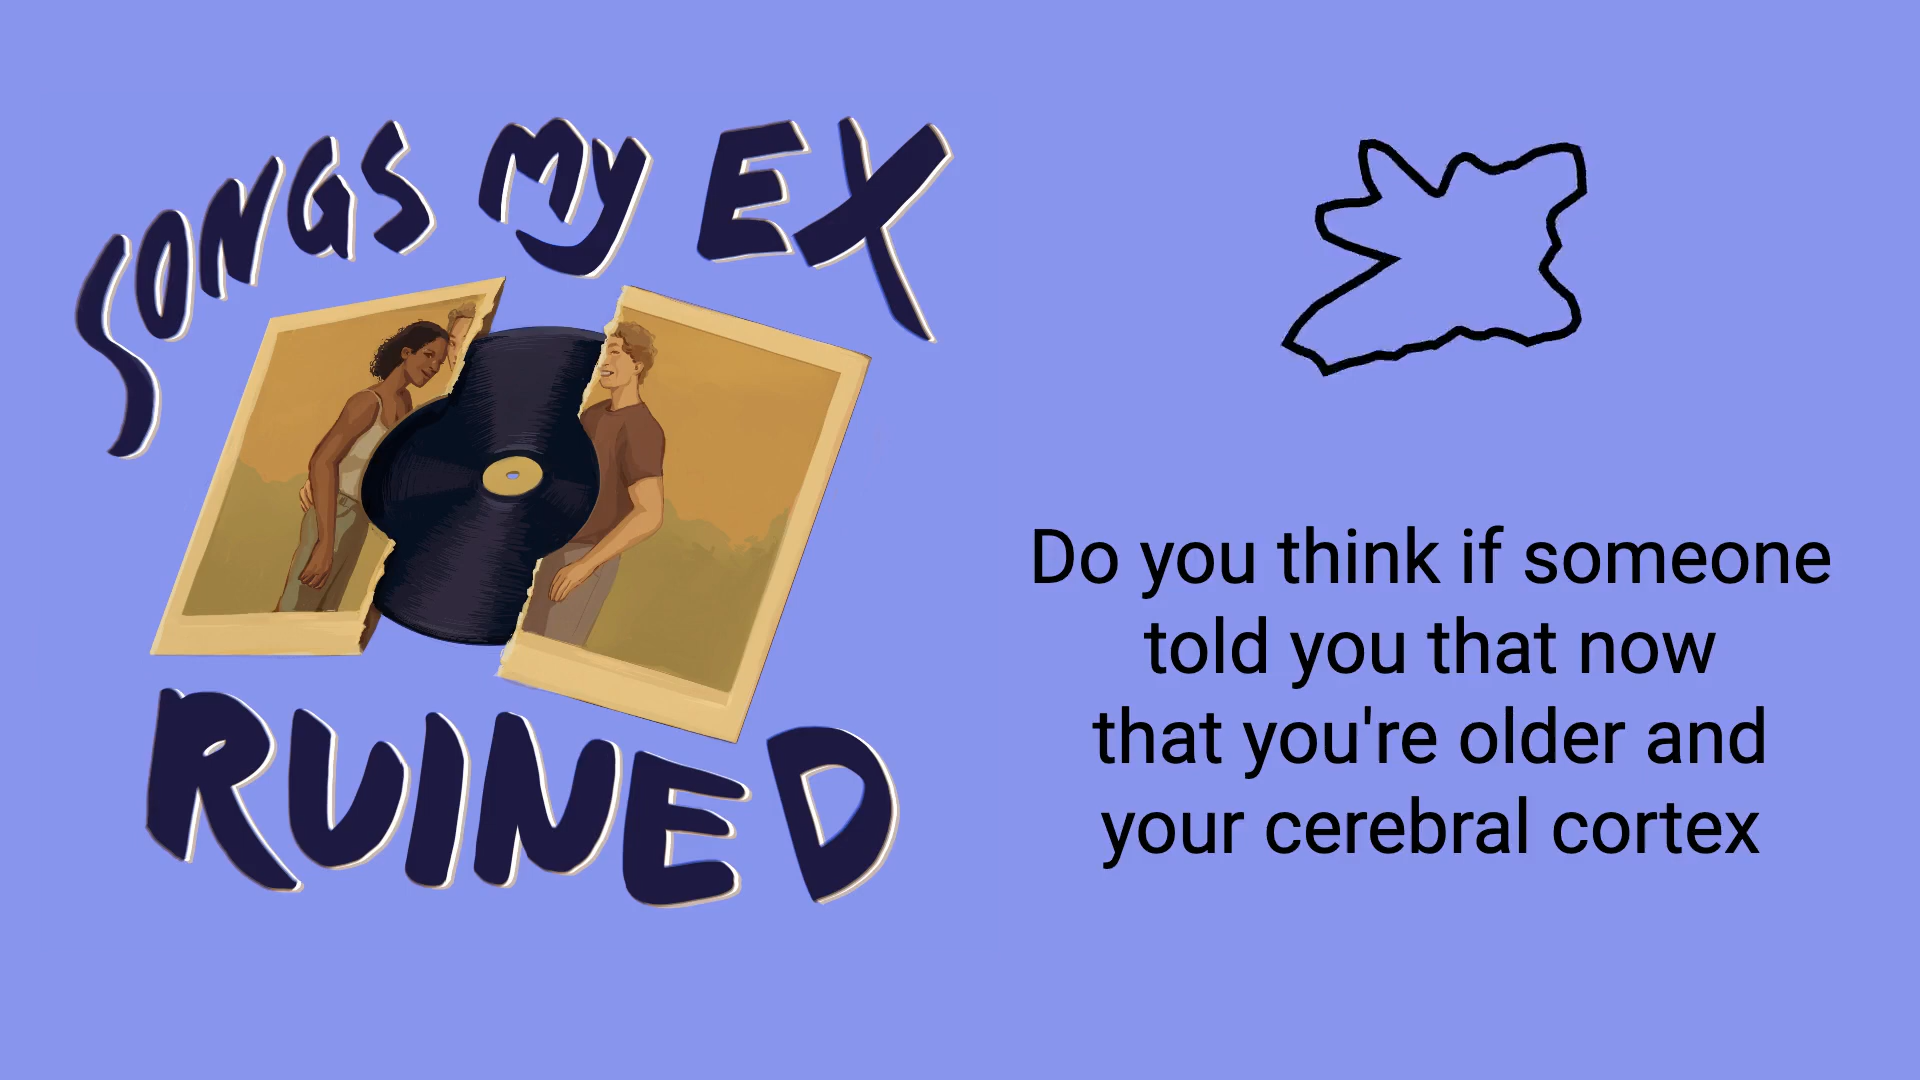 SONGS MY EX
RUINED
Do you think if someone
told you that now
that you're older and
your cerebral cortex